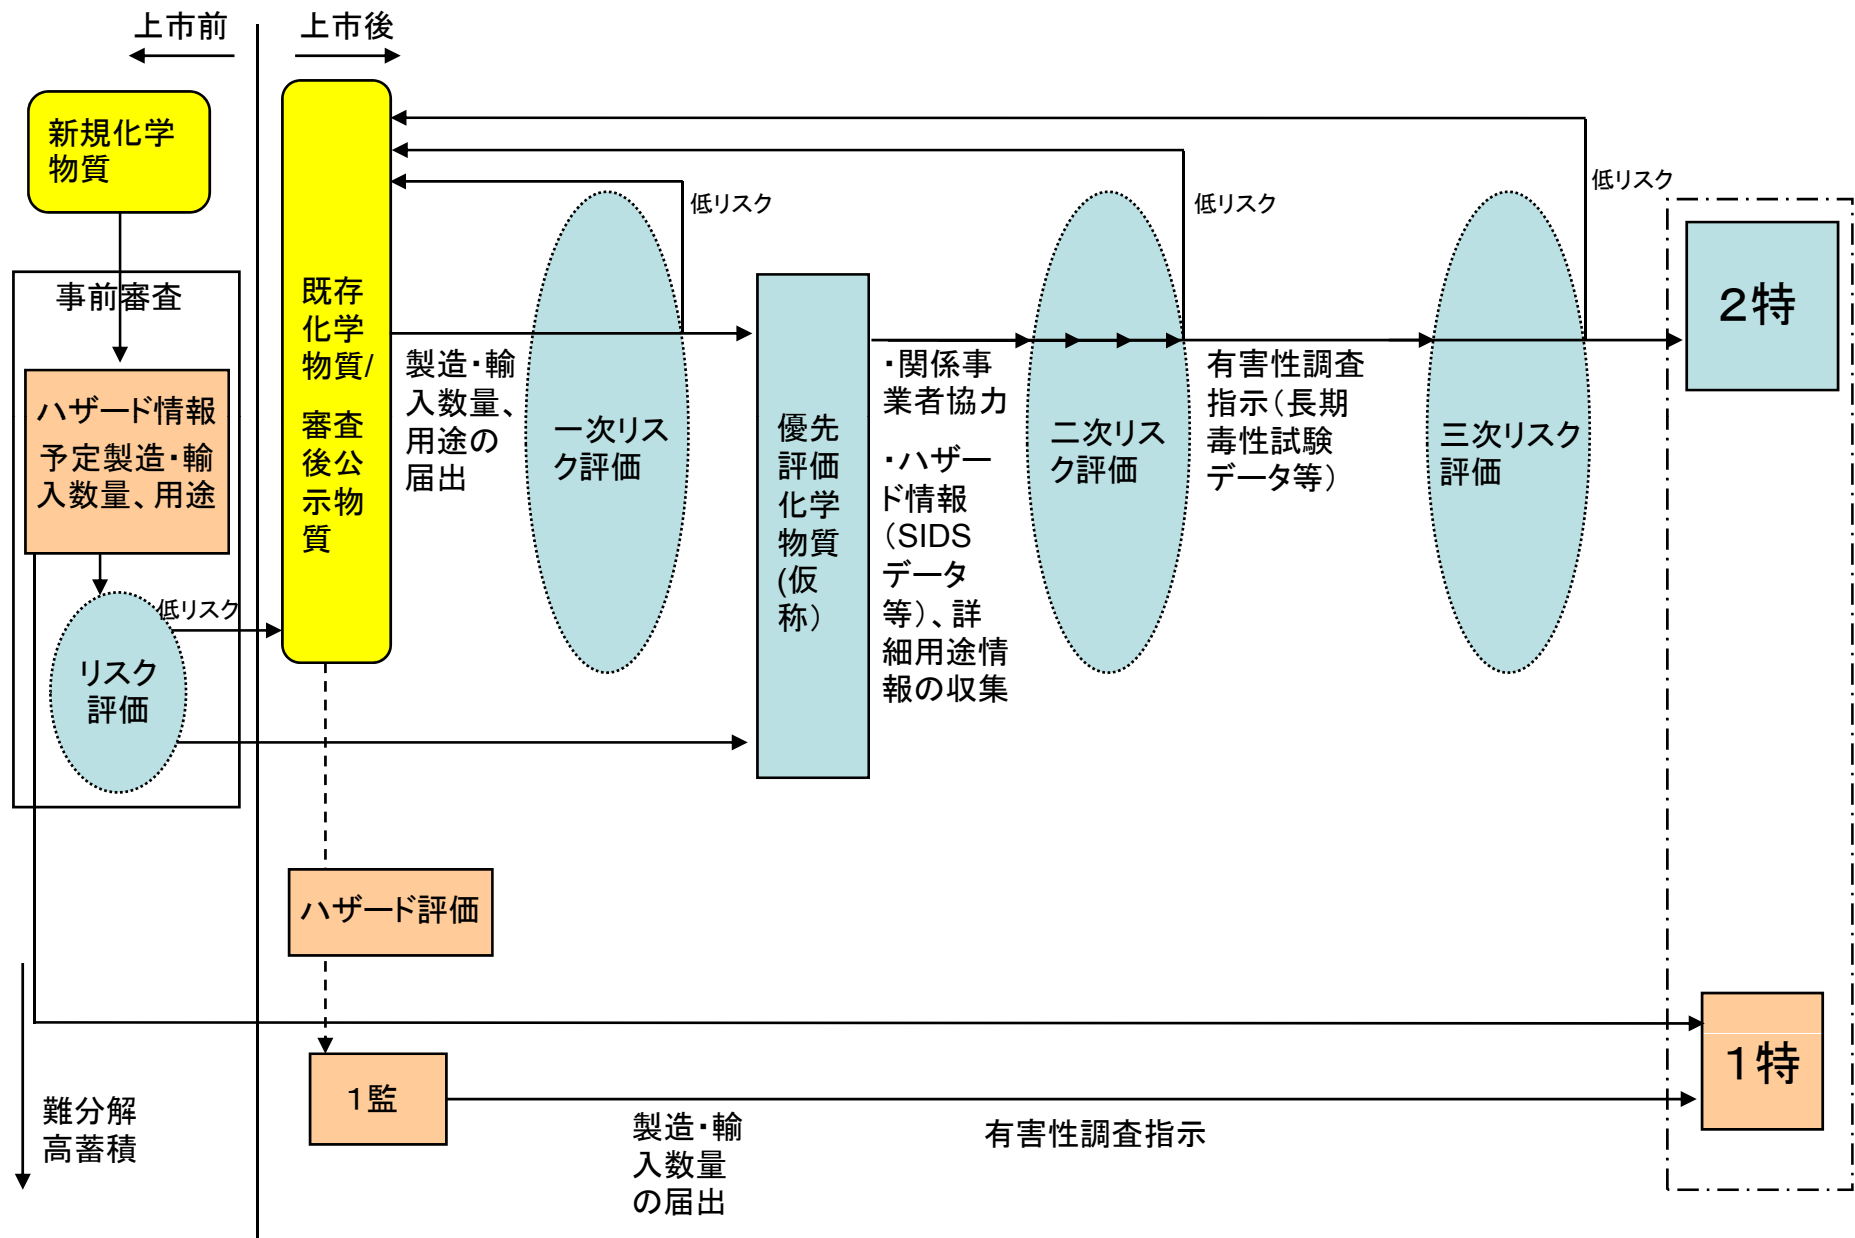 上市前
上市後
新規化学
物質
事前審査
ハザード情報
予定製造・輸
入数量、用途
低リスク
リスク
評価
難分解
高蓄積
既存
化学
物質/
審査
後公
示物
質
製造・輸
入数量、
用途の
届出
一次リス
ク評価
低リスク
優先
評価
化学
物質
(仮
称）
・関係事
業者協力
・ハザー
ド情報
（SIDS
データ
等）、詳
細用途情
報の収集
二次リス
ク評価
低リスク
有害性調査
指示（長期
毒性試験
データ等）
三次リスク
評価
低リスク
２特
ハザード評価
１監
製造・輸
入数量
の届出
有害性調査指示
１特